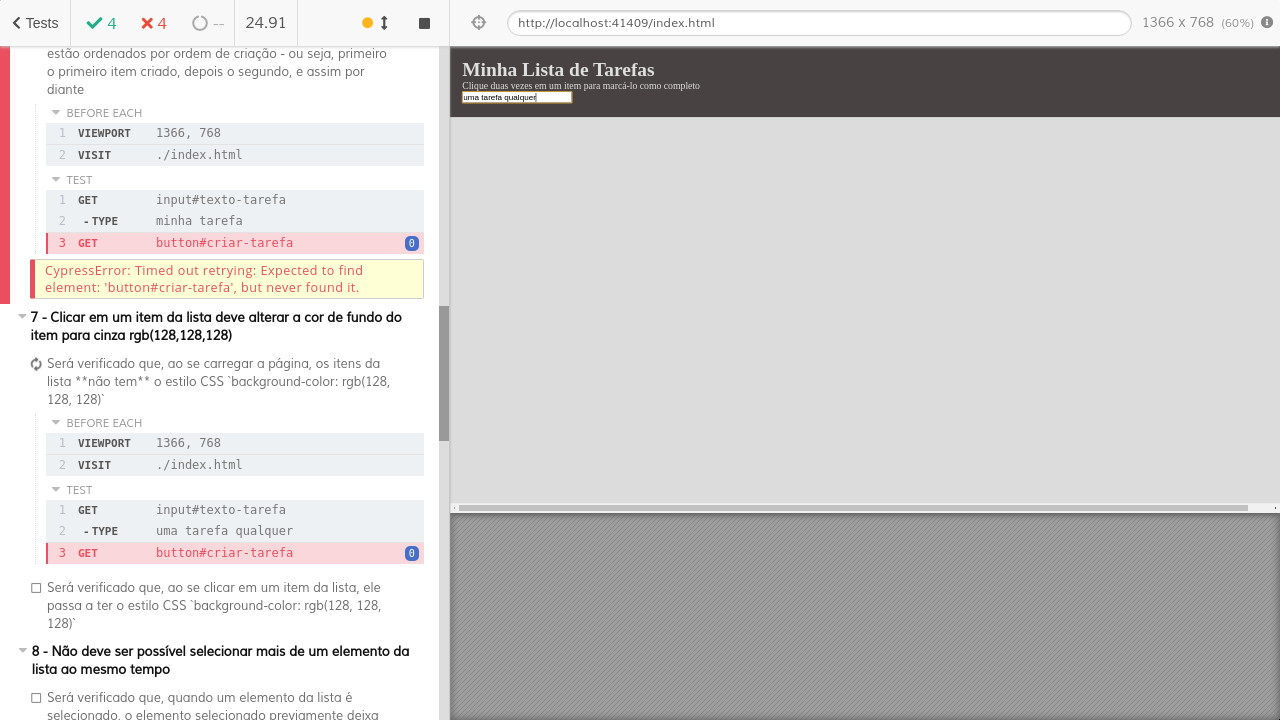 Tests
4
4
--
24.91
http://localhost:41409/index.html
1366 x 768 (60%)
estão ordenados por ordem de criação - ou seja, primeiro
o primeiro item criado, depois o segundo, e assim por
diante
BEFORE EACH
1 VIEWPORT 1366, 768
2 VISIT ./index.html
TEST
1 GET input#texto-tarefa
2 - TYPE minha tarefa
3 GET button#criar-tarefa 0
CypressError: Timed out retrying: Expected to find
element: 'button#criar-tarefa', but never found it.
7 - Clicar em um item da lista deve alterar a cor de fundo do
item para cinza rgb(128,128,128)
Será verificado que, ao se carregar a página, os itens da
lista **não tem** o estilo CSS `background-color: rgb(128,
128, 128)`
BEFORE EACH
1 VIEWPORT 1366, 768
2 VISIT ./index.html
TEST
1 GET input#texto-tarefa
2 - TYPE uma tarefa qualquer
3 GET button#criar-tarefa 0
Será verificado que, ao se clicar em um item da lista, ele
passa a ter o estilo CSS `background-color: rgb(128, 128,
128)`
8 - Não deve ser possível selecionar mais de um elemento da
lista ao mesmo tempo
Será verificado que, quando um elemento da lista é
selecionado, o elemento selecionado previamente deixa
Minha Lista de Tarefas
Clique duas vezes em um item para marcá-lo como completo
uma tarefa qualquer